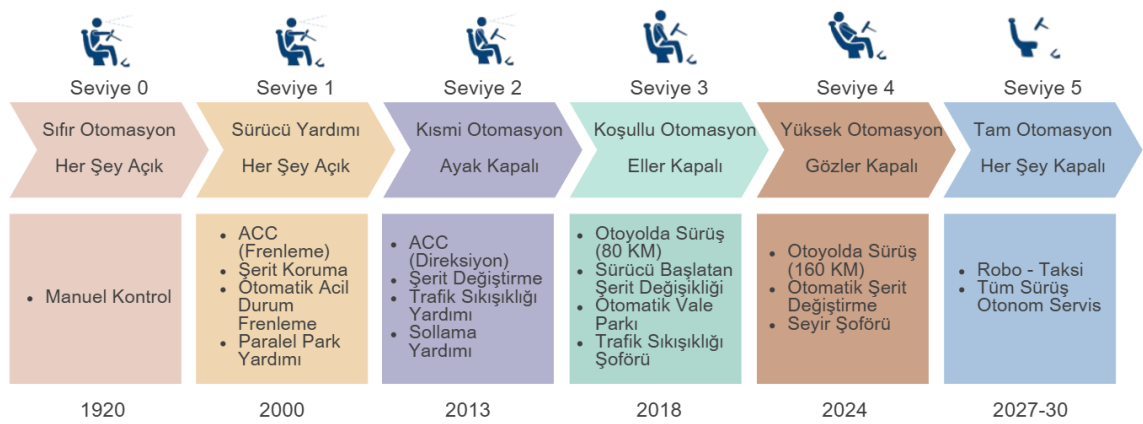 Seviye 0
Seviye 1
Seviye 2
Seviye 3
Seviye 4
Seviye 5
Sıfır Otomasyon
Her Şey Açık
Sürücü Yardımı
Her Şey Açık
Kısmi Otomasyon
Ayak Kapalı
Koşullu Otomasyon
Eller Kapalı
Yüksek Otomasyon
Gözler Kapalı
Tam Otomasyon
Her Şey Kapalı
• Manuel Kontrol
• ACC
(Frenleme)
• Şerit Koruma
• Otomatik Acil
Durum
Frenleme
• Paralel Park
Yardımı
• ACC
(Direksiyon)
• Şerit Değiştirme
• Trafik Sıkışıklığı
Yardımı
• Sollama
Yardımı
• Otoyolda Sürüş
(80 KM)
• Sürücü Başlatan
Şerit Değişikliği
• Otomatik Vale
Parkı
• Trafik Sıkışıklığı
Şoförü
• Otoyolda Sürüş
(160 KM)
• Otomatik Şerit
Değiştirme
• Seyir Şoförü
• Robo - Taksi
• Tüm Sürüş
Otonom Servis
1920
2000
2013
2018
2024
2027-30